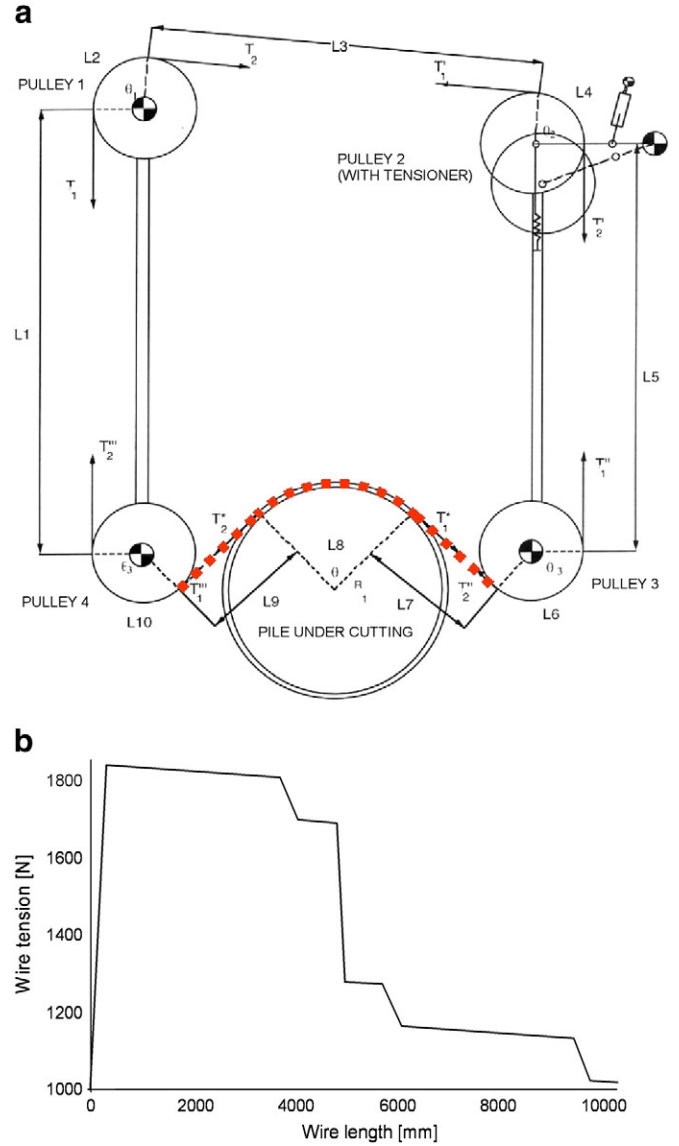 a
L2
L3
PULLEY 1
T2
T'1
L4
θ1
θ2
PULLEY 2
(WITH TENSIONER)
T1
T'2
L1
L5
T'''2
T''1
T*2
T*1
L8
θ
θ3
R1
T'''1
T''2
PULLEY 3
PULLEY 4
L9
L7
L6
L10
PILE UNDER CUTTING
b
1800
1600
1400
1200
1000
Wire tension [N]
0
2000
4000
6000
8000
10000
Wire length [mm]